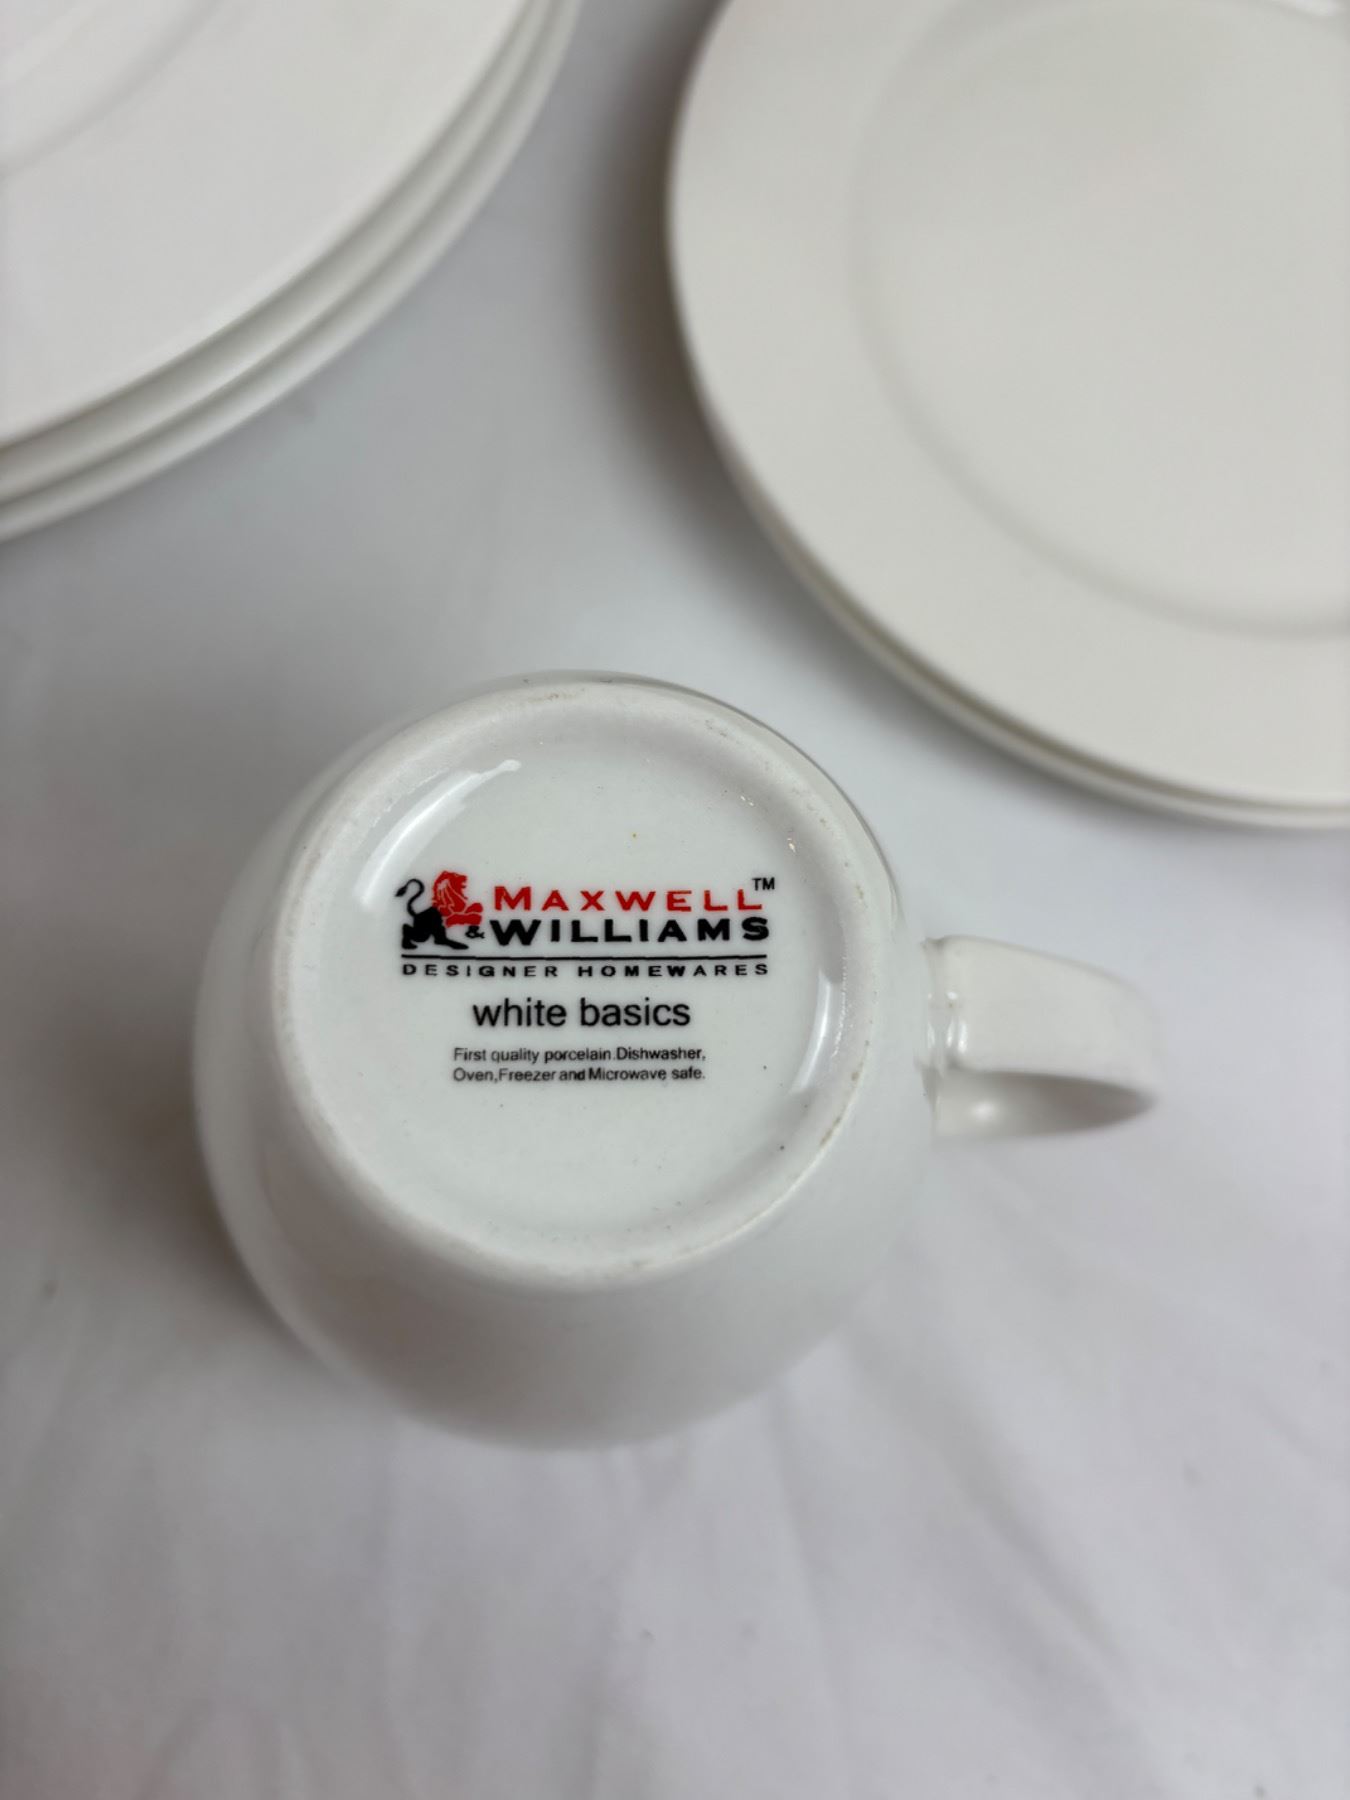 MAXWELL™
& WILLIAMS
DESIGNER HOMEWARES
white basics
First quality porcelain.Dishwasher,
Oven,Freezer and Microwave safe.